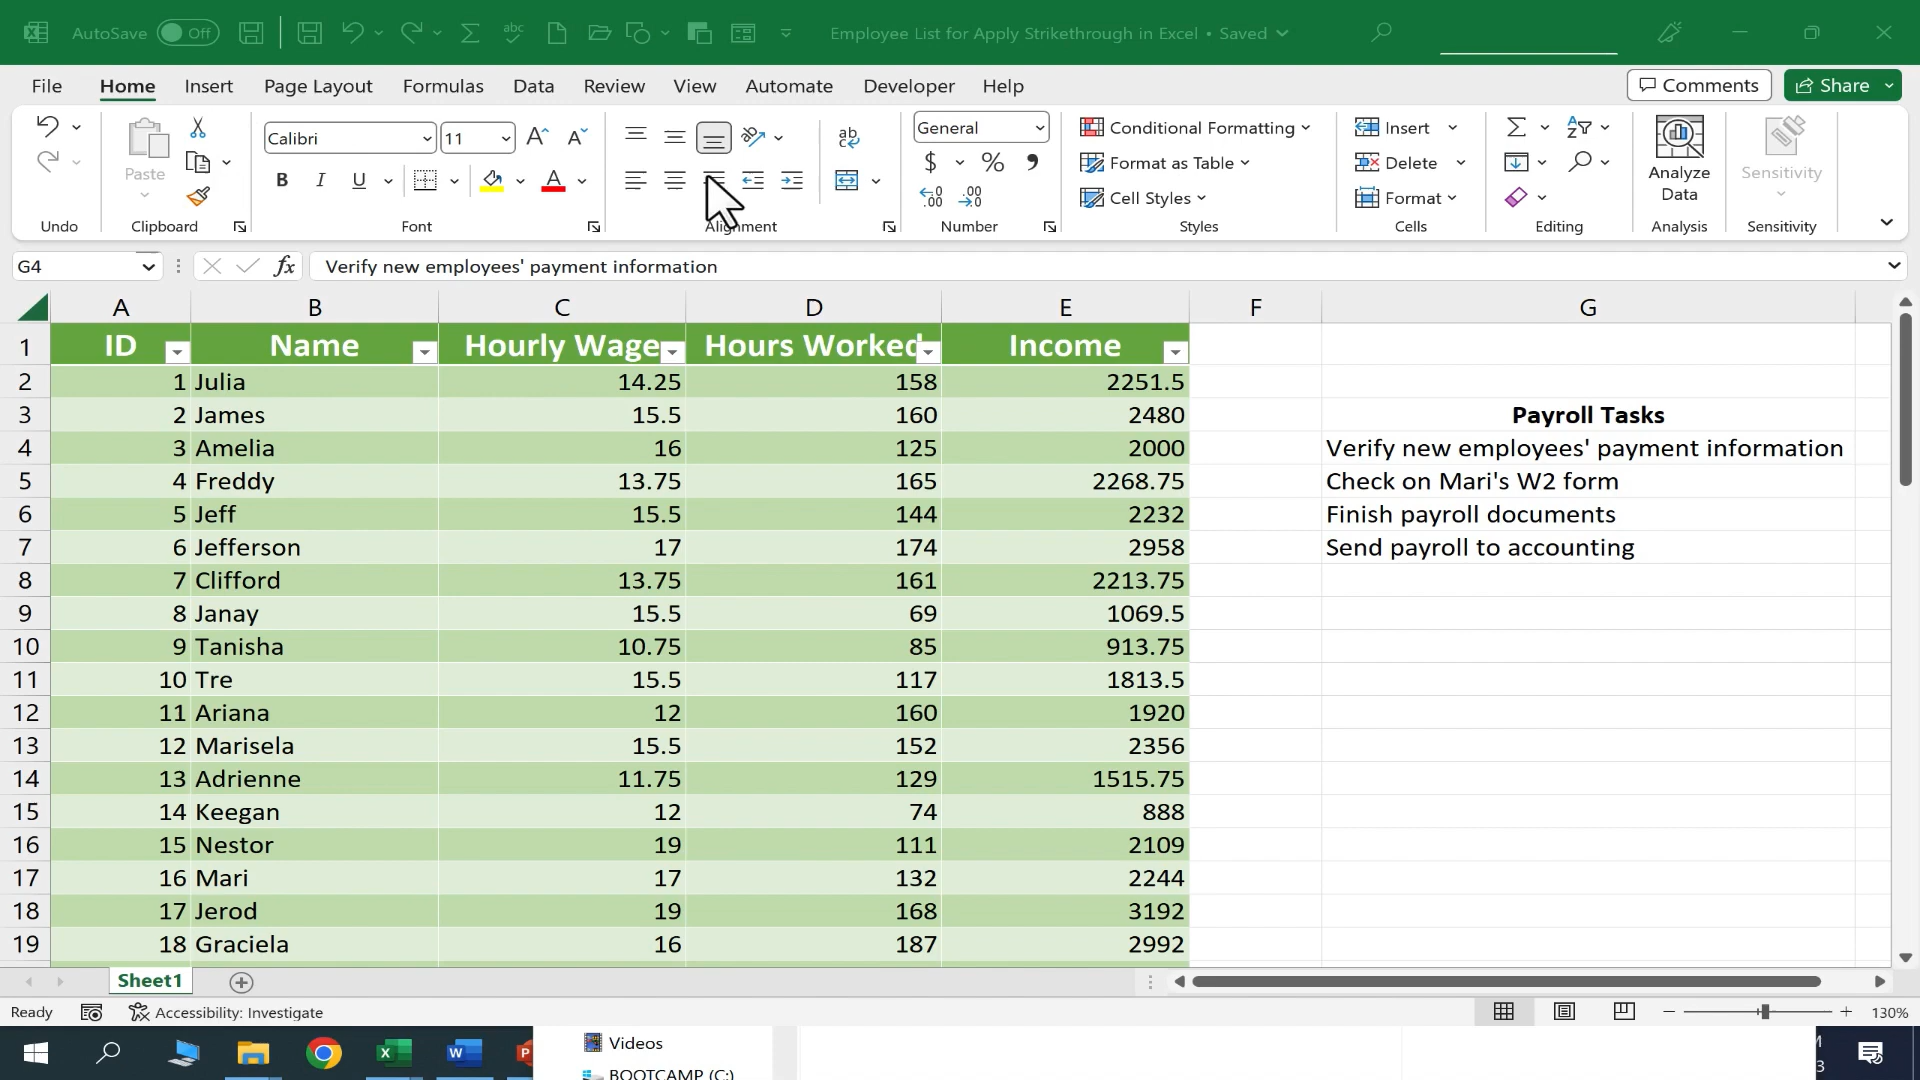 AutoSave Off Employee List for Apply Strikethrough in Excel • Saved
File Home Insert Page Layout Formulas Data Review View Automate Developer Help Comments Share
Calibri 11 General Conditional Formatting Insert
Paste B I U $ % Format as Table Delete Analyze Data Sensitivity
Cell Styles Format
Undo Clipboard Font Alignment Number Styles Cells Editing Analysis Sensitivity
G4 fx Verify new employees' payment information
A B C D E F G
1 ID Name Hourly Wage Hours Worked Income
2 1 Julia 14.25 158 2251.5
3 2 James 15.5 160 2480 Payroll Tasks
4 3 Amelia 16 125 2000 Verify new employees' payment information
5 4 Freddy 13.75 165 2268.75 Check on Mari's W2 form
6 5 Jeff 15.5 144 2232 Finish payroll documents
7 6 Jefferson 17 174 2958 Send payroll to accounting
8 7 Clifford 13.75 161 2213.75
9 8 Janay 15.5 69 1069.5
10 9 Tanisha 10.75 85 913.75
11 10 Tre 15.5 117 1813.5
12 11 Ariana 12 160 1920
13 12 Marisela 15.5 152 2356
14 13 Adrienne 11.75 129 1515.75
15 14 Keegan 12 74 888
16 15 Nestor 19 111 2109
17 16 Mari 17 132 2244
18 17 Jerod 19 168 3192
19 18 Graciela 16 187 2992
Sheet1
Ready Accessibility: Investigate 130%
Videos
BOOTCAMP (C:)